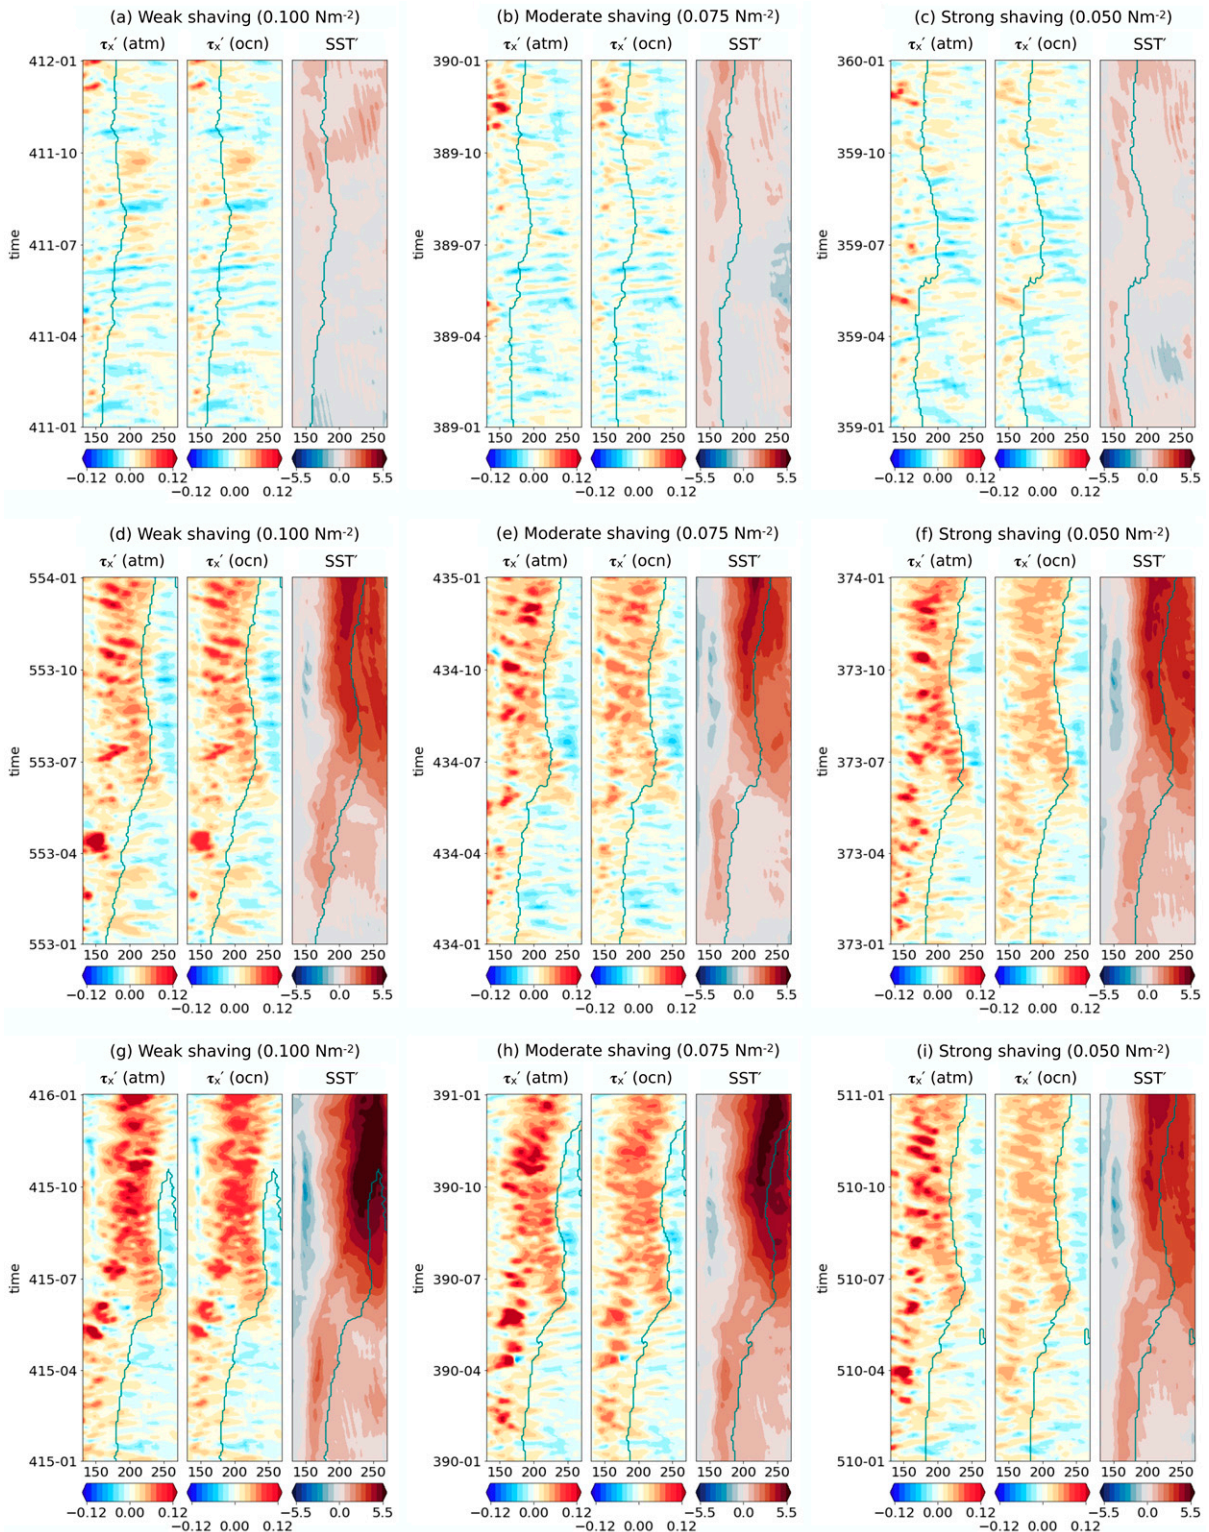 (a) Weak shaving (0.100 Nm-2)
τx′ (atm) τx′ (ocn) SST′
412-01
411-10
411-07
411-04
411-01
time
150 200 250 150 200 250 150 200 250
−0.12 0.00 0.12 −5.5 0.0 5.5
−0.12 0.00 0.12
(b) Moderate shaving (0.075 Nm-2)
τx′ (atm) τx′ (ocn) SST′
390-01
389-10
389-07
389-04
389-01
time
150 200 250 150 200 250 150 200 250
−0.12 0.00 0.12 −5.5 0.0 5.5
−0.12 0.00 0.12
(c) Strong shaving (0.050 Nm-2)
τx′ (atm) τx′ (ocn) SST′
360-01
359-10
359-07
359-04
359-01
time
150 200 250 150 200 250 150 200 250
−0.12 0.00 0.12 −5.5 0.0 5.5
−0.12 0.00 0.12
(d) Weak shaving (0.100 Nm-2)
τx′ (atm) τx′ (ocn) SST′
554-01
553-10
553-07
553-04
553-01
time
150 200 250 150 200 250 150 200 250
−0.12 0.00 0.12 −5.5 0.0 5.5
−0.12 0.00 0.12
(e) Moderate shaving (0.075 Nm-2)
τx′ (atm) τx′ (ocn) SST′
435-01
434-10
434-07
434-04
434-01
time
150 200 250 150 200 250 150 200 250
−0.12 0.00 0.12 −5.5 0.0 5.5
−0.12 0.00 0.12
(f) Strong shaving (0.050 Nm-2)
τx′ (atm) τx′ (ocn) SST′
374-01
373-10
373-07
373-04
373-01
time
150 200 250 150 200 250 150 200 250
−0.12 0.00 0.12 −5.5 0.0 5.5
−0.12 0.00 0.12
(g) Weak shaving (0.100 Nm-2)
τx′ (atm) τx′ (ocn) SST′
416-01
415-10
415-07
415-04
415-01
time
150 200 250 150 200 250 150 200 250
−0.12 0.00 0.12 −5.5 0.0 5.5
−0.12 0.00 0.12
(h) Moderate shaving (0.075 Nm-2)
τx′ (atm) τx′ (ocn) SST′
391-01
390-10
390-07
390-04
390-01
time
150 200 250 150 200 250 150 200 250
−0.12 0.00 0.12 −5.5 0.0 5.5
−0.12 0.00 0.12
(i) Strong shaving (0.050 Nm-2)
τx′ (atm) τx′ (ocn) SST′
511-01
510-10
510-07
510-04
510-01
time
150 200 250 150 200 250 150 200 250
−0.12 0.00 0.12 −5.5 0.0 5.5
−0.12 0.00 0.12